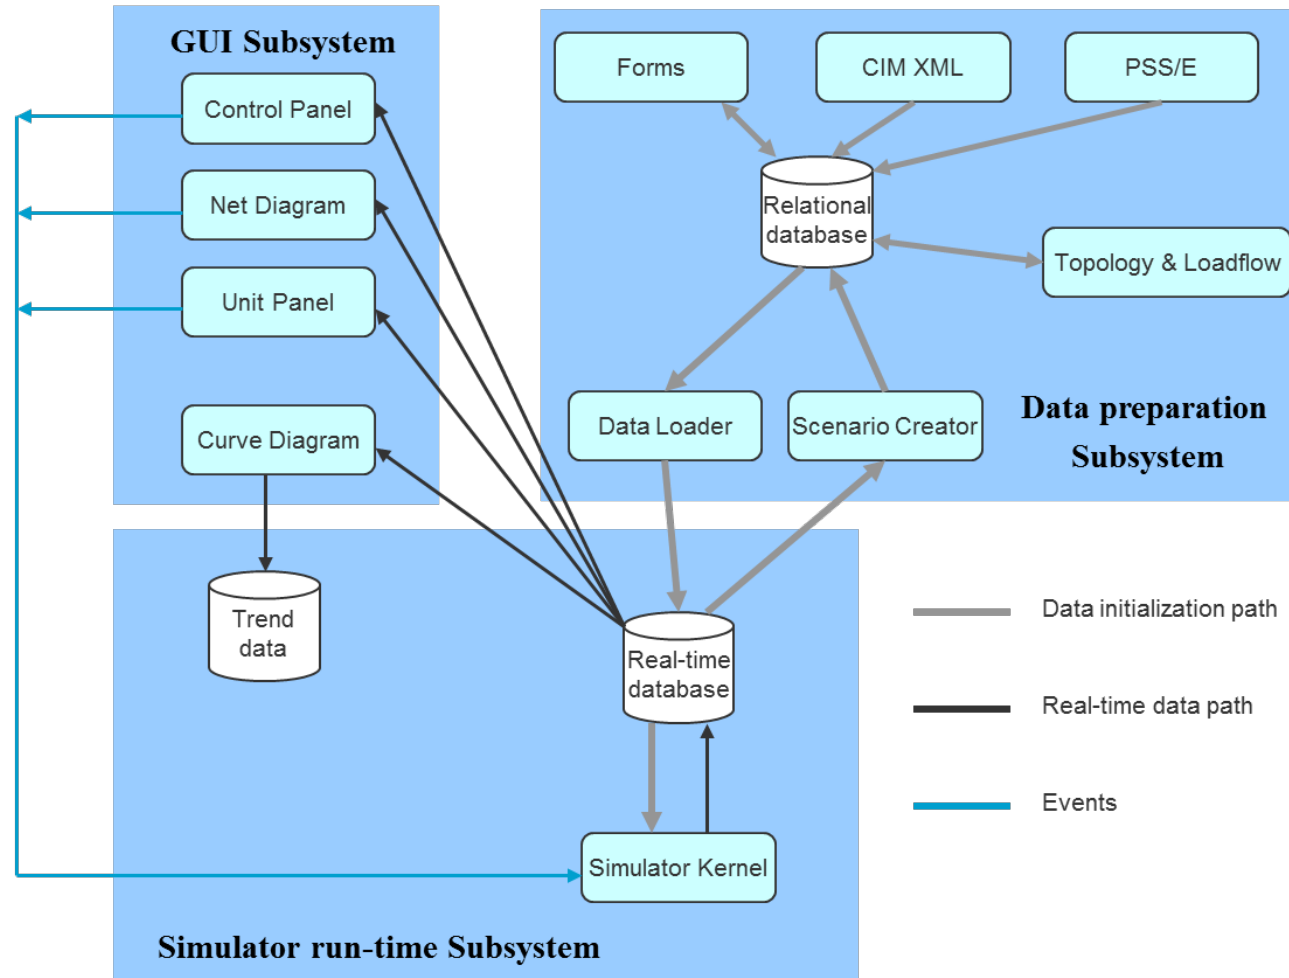 GUI Subsystem
Control Panel
Net Diagram
Unit Panel
Curve Diagram
Forms
CIM XML
PSS/E
Relational
database
Topology & Loadflow
Data Loader
Scenario Creator
Data preparation
Subsystem
Trend
data
Real-time
database
Simulator Kernel
Simulator run-time Subsystem
Data initialization path
Real-time data path
Events